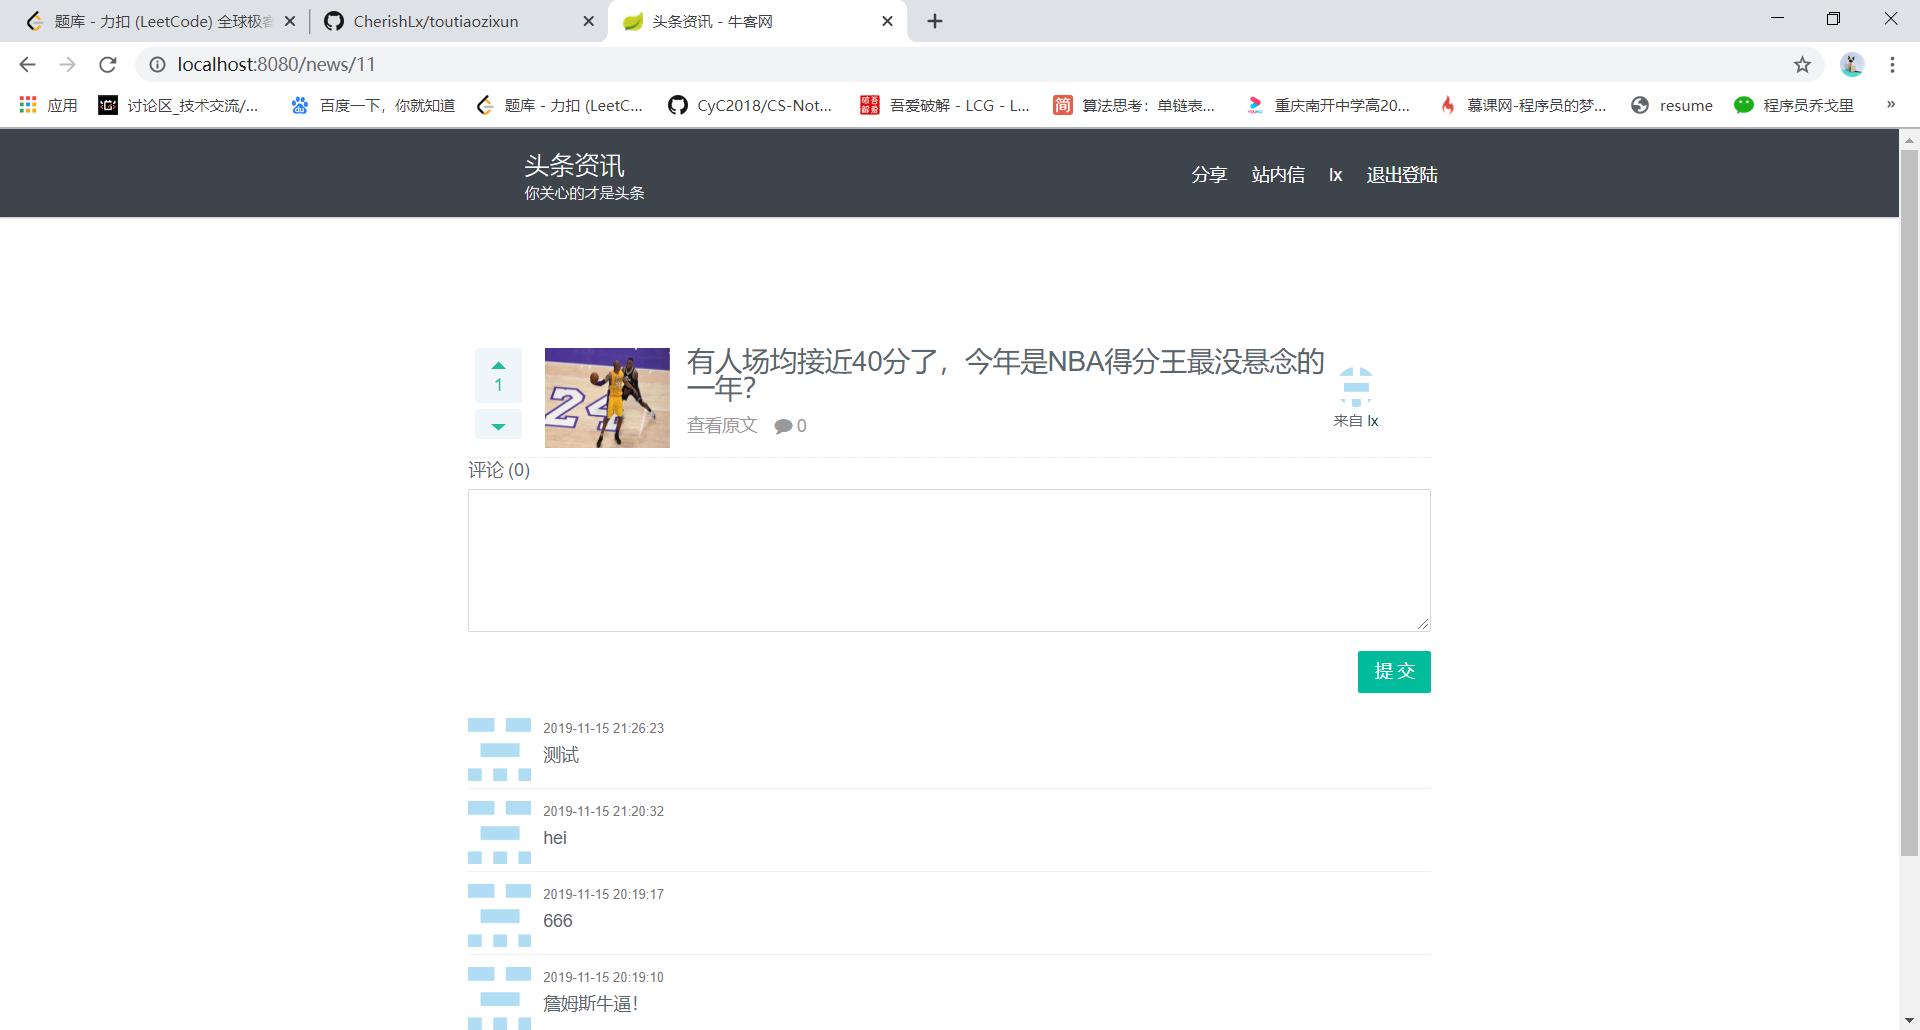 题库 - 力扣 (LeetCode) 全球极客
CherishLx/toutiaozixun
头条资讯 - 牛客网
localhost:8080/news/11
应用
讨论区_技术交流/...
百度一下，你就知道
题库 - 力扣 (LeetC...
CyC2018/CS-Not...
吾爱破解 - LCG - L...
算法思考：单链表...
重庆南开中学高20...
慕课网-程序员的梦...
resume
程序员乔戈里
»
头条资讯
你关心的才是头条
分享
站内信
lx
退出登陆
1
24
有人场均接近40分了，今年是NBA得分王最没悬念的
一年？
查看原文
0
来自 lx
评论 (0)
提 交
2019-11-15 21:26:23
测试
2019-11-15 21:20:32
hei
2019-11-15 20:19:17
666
2019-11-15 20:19:10
詹姆斯牛逼！